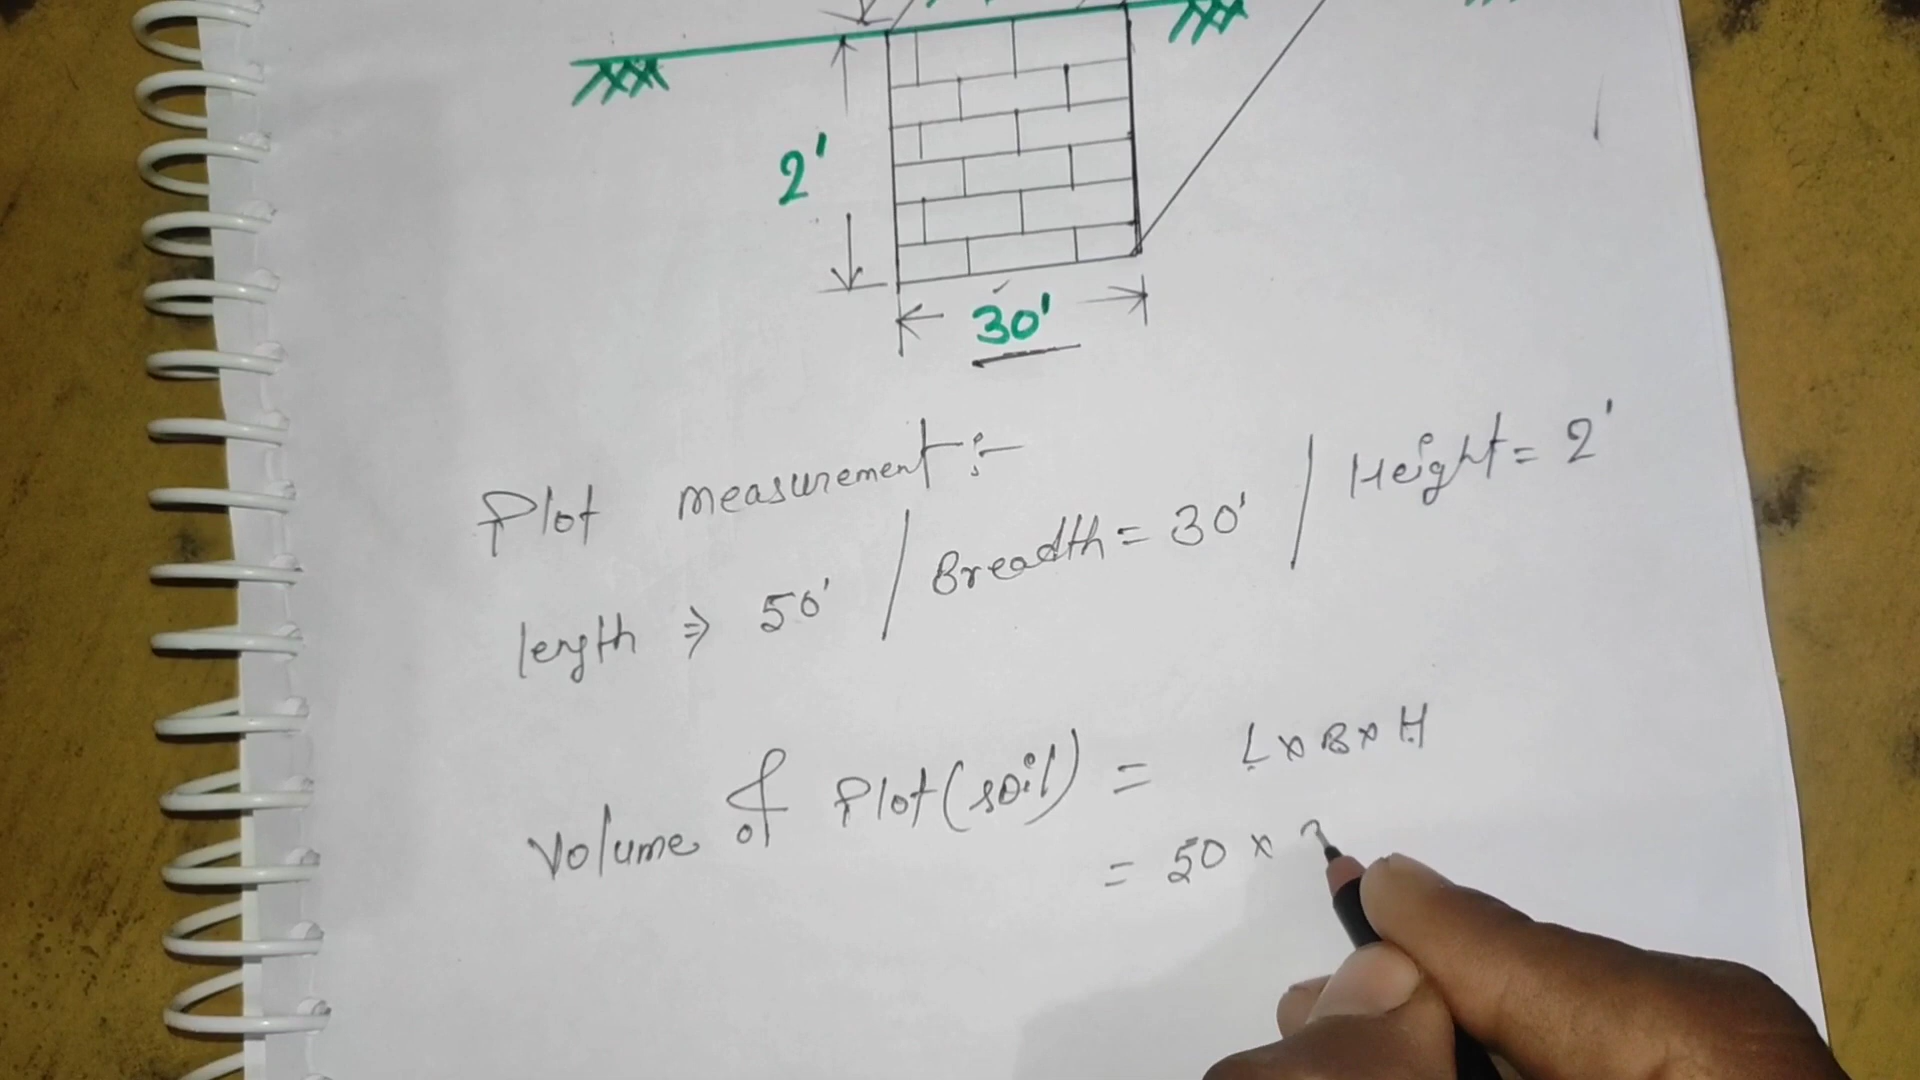 2'
30'
Plot measurement :-
length ⇒ 50' / Breadth = 30' / Height = 2'
Volume of Plot (soil) = L x B x H
= 50 x